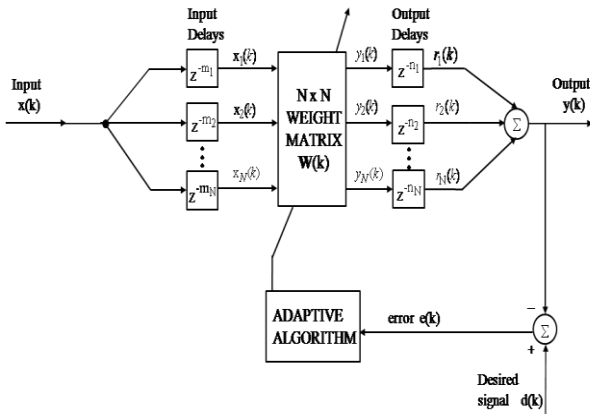 Input
Delays
Output
Delays
Input
x(k)
z^-m1
x1(k)
z^-m2
x2(k)
z^-mN
xN(k)
N x N
WEIGHT
MATRIX
W(k)
y1(k)
z^-n1
r1(k)
y2(k)
z^-n2
r2(k)
yN(k)
z^-nN
rN(k)
Σ
Output
y(k)
ADAPTIVE
ALGORITHM
error e(k)
−
Σ
+
Desired
signal d(k)